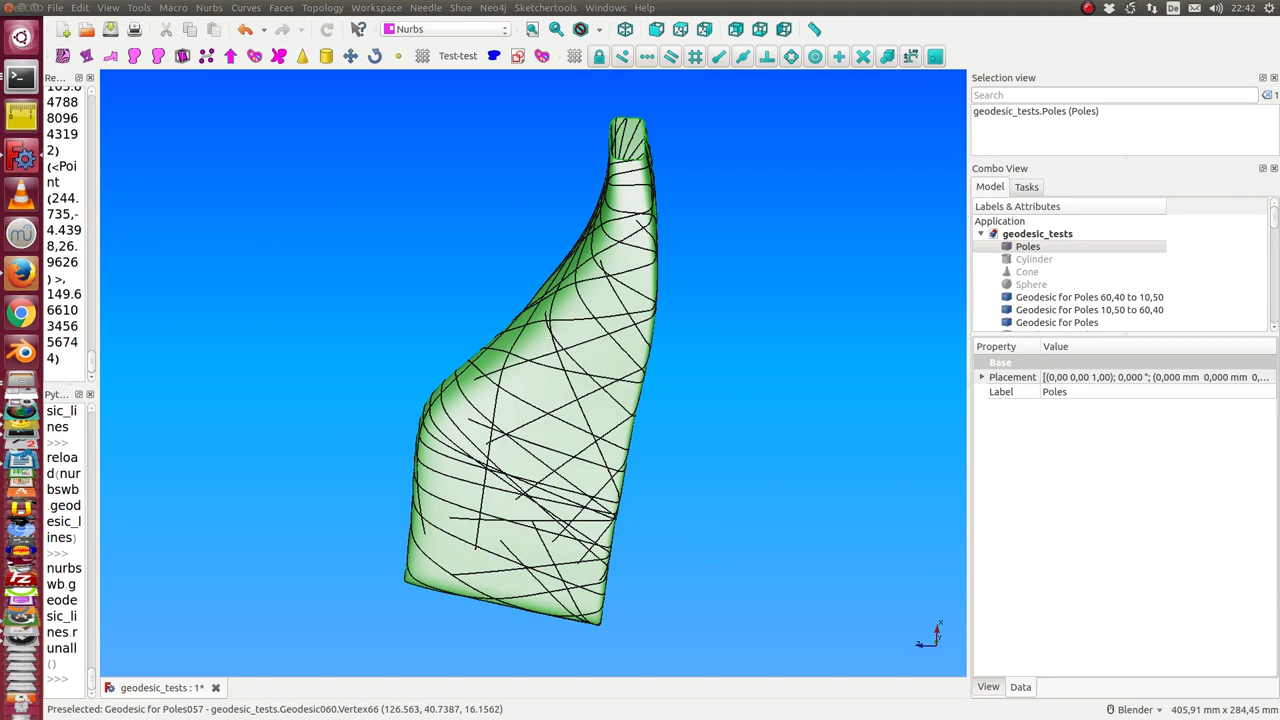 File Edit View Tools Macro Nurbs Curves Faces Topology Workspace Needle Shoe Neo4j Sketchertools Windows Help
De
22:42
Nurbs
Test-test
Re...
4788
8096
4319
2)
(<Poi
nt
(244.
735,-
4.439
8,26.
9626
) >,
149.6
6610
3456
5674
4)
Pyt...
sic_li
nes
>>>
reloa
d(nur
bswb
.geod
esic_l
ines)
>>>
nurbs
wb.g
eode
sic_li
nes.r
unall
()
>>>
x
y
z
geodesic_tests : 1*
Selection view
Search
1
geodesic_tests.Poles (Poles)
Combo View
Model Tasks
Labels & Attributes
Application
geodesic_tests
Poles
Cylinder
Cone
Sphere
Geodesic for Poles 60,40 to 10,50
Geodesic for Poles 10,50 to 60,40
Geodesic for Poles
Property Value
Base
Placement [(0,00 0,00 1,00); 0,000 °; (0,000 mm 0,000 mm 0,...
Label Poles
View Data
Preselected: Geodesic for Poles057 - geodesic_tests.Geodesic060.Vertex66 (126.563, 40.7387, 16.1562)
Blender
405,91 mm x 284,45 mm